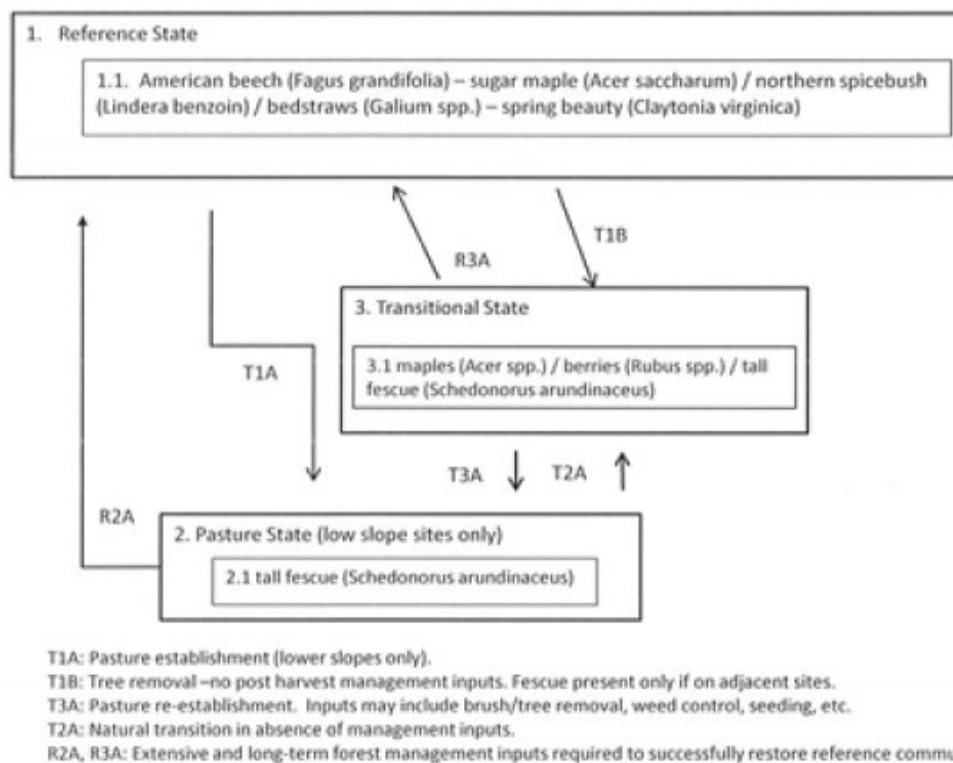 1. Reference State
1.1. American beech (Fagus grandifolia) – sugar maple (Acer saccharum) / northern spicebush
(Lindera benzoin) / bedstraws (Galium spp.) – spring beauty (Claytonia virginica)
R3A
T1B
3. Transitional State
3.1 maples (Acer spp.) / berries (Rubus spp.) / tall
fescue (Schedonorus arundinaceus)
T1A
T3A
T2A
R2A
2. Pasture State (low slope sites only)
2.1 tall fescue (Schedonorus arundinaceus)
T1A: Pasture establishment (lower slopes only).
T1B: Tree removal –no post harvest management inputs. Fescue present only if on adjacent sites.
T3A: Pasture re-establishment. Inputs may include brush/tree removal, weed control, seeding, etc.
T2A: Natural transition in absence of management inputs.
R2A, R3A: Extensive and long-term forest management inputs required to successfully restore reference